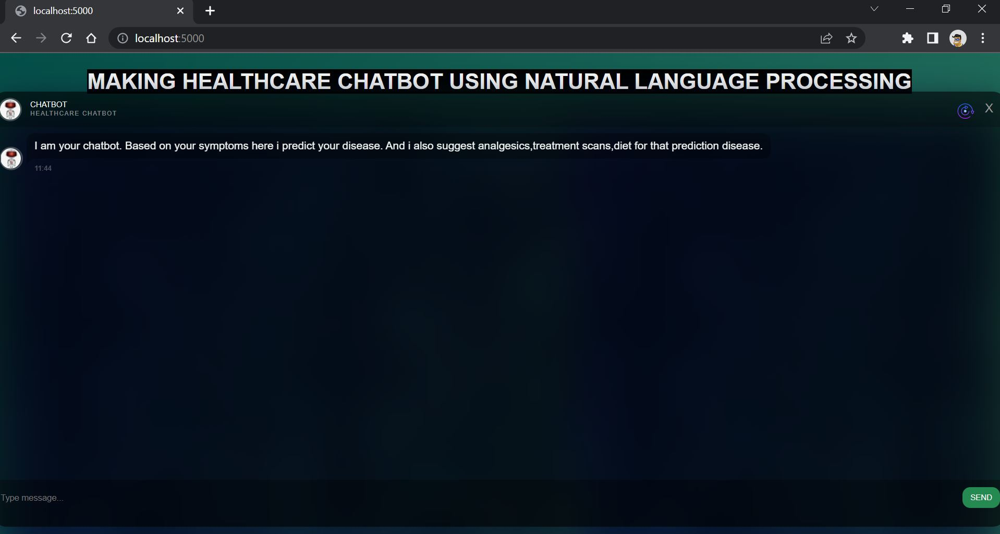 localhost:5000
localhost:5000
MAKING HEALTHCARE CHATBOT USING NATURAL LANGUAGE PROCESSING
CHATBOT
HEALTHCARE CHATBOT
X
I am your chatbot. Based on your symptoms here i predict your disease. And i also suggest analgesics,treatment scans,diet for that prediction disease.
11:44
Type message...
SEND